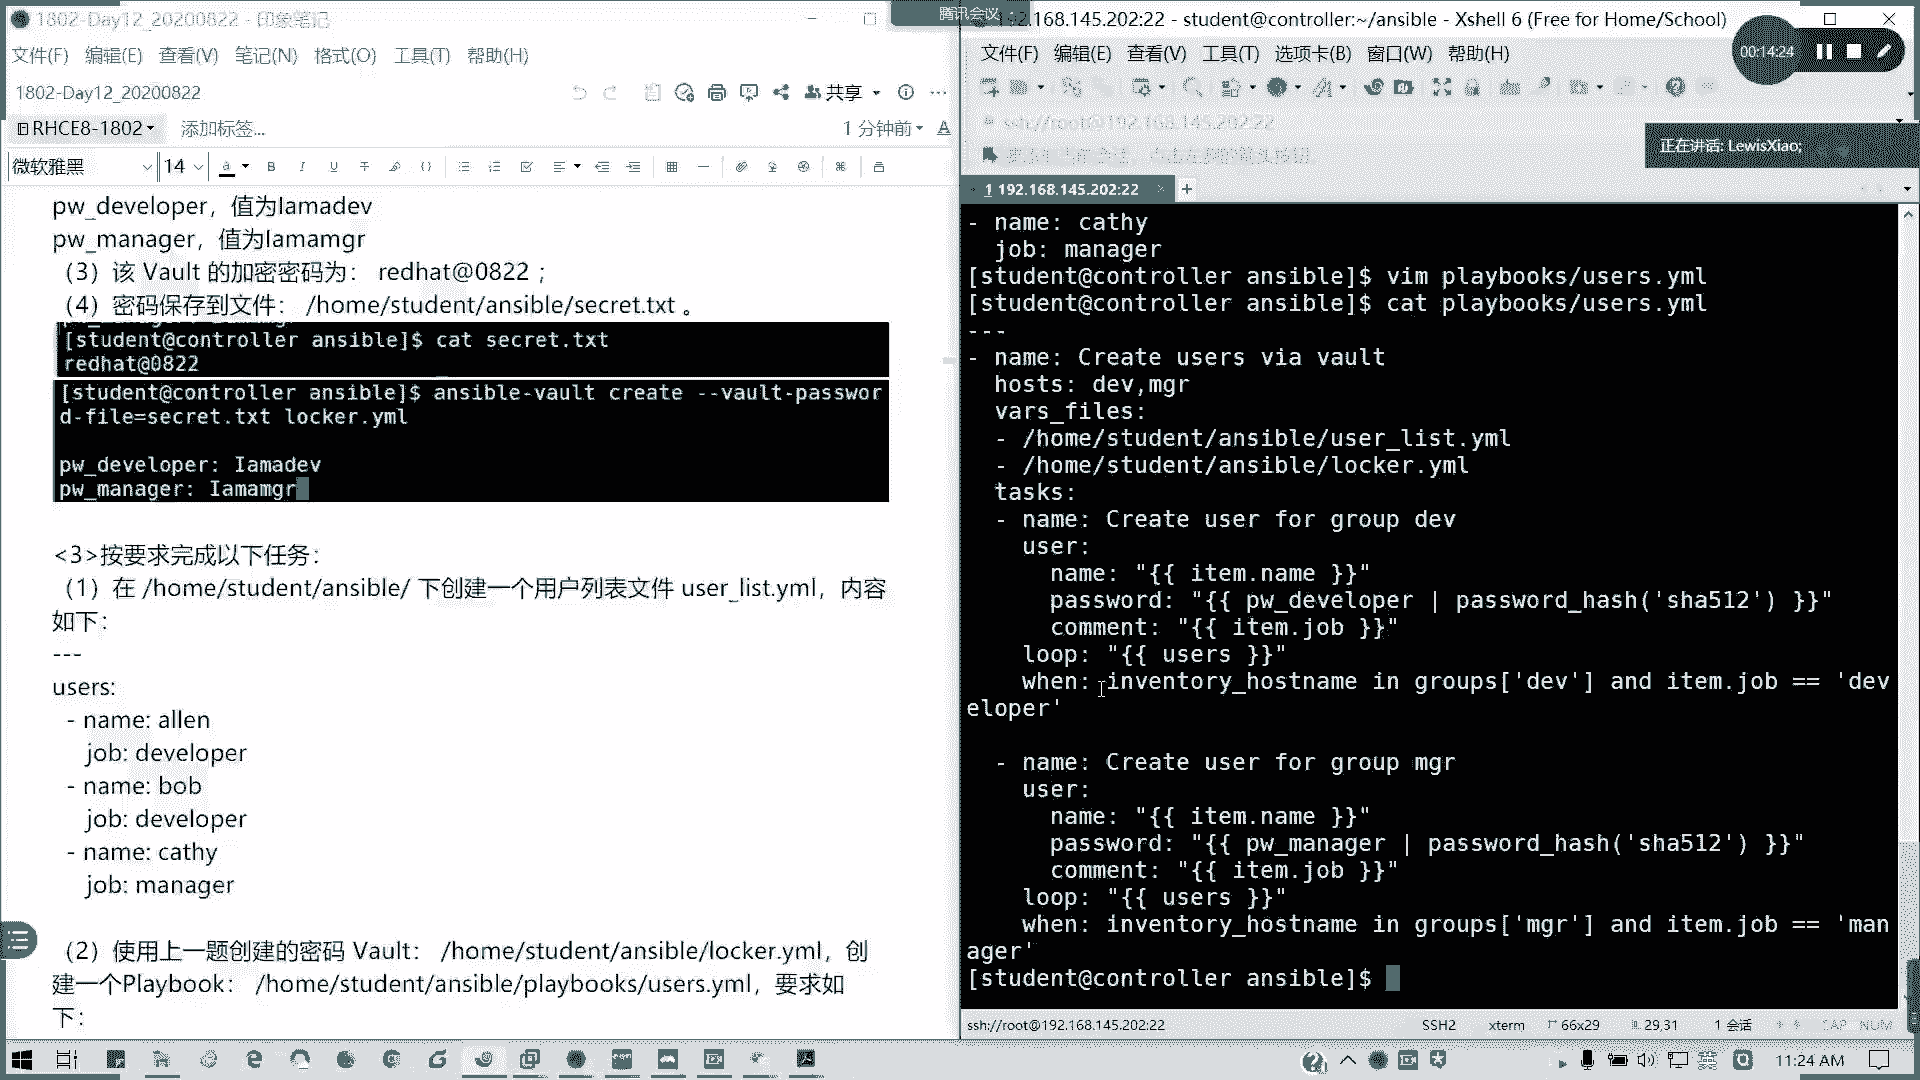 1802-Day12_20200822 - 印象笔记
文件(F) 编辑(E) 查看(V) 笔记(N) 格式(O) 工具(T) 帮助(H)
1802-Day12_20200822
共享
RHCE8-1802
添加标签...
1 分钟前
微软雅黑 14
pw_developer，值为Iamadev
pw_manager，值为Iamamgr
（3）该 Vault 的加密密码为： redhat@0822；
（4）密码保存到文件： /home/student/ansible/secret.txt 。
[student@controller ansible]$ cat secret.txt
redhat@0822
[student@controller ansible]$ ansible-vault create --vault-passwor
d-file=secret.txt locker.yml
pw_developer: Iamadev
pw_manager: Iamamgr
<3>按要求完成以下任务：
（1）在 /home/student/ansible/ 下创建一个用户列表文件 user_list.yml，内容
如下：
---
users:
- name: allen
job: developer
- name: bob
job: developer
- name: cathy
job: manager
（2）使用上一题创建的密码 Vault： /home/student/ansible/locker.yml，创
建一个Playbook： /home/student/ansible/playbooks/users.yml，要求如
下：
腾讯会议
192.168.145.202:22 - student@controller:~/ansible - Xshell 6 (Free for Home/School)
文件(F) 编辑(E) 查看(V) 工具(T) 选项卡(B) 窗口(W) 帮助(H)
00:14:24
ssh://root@192.168.145.202:22
正在讲话: LewisXiao;
1 192.168.145.202:22
- name: cathy
job: manager
[student@controller ansible]$ vim playbooks/users.yml
[student@controller ansible]$ cat playbooks/users.yml
---
- name: Create users via vault
hosts: dev,mgr
vars_files:
- /home/student/ansible/user_list.yml
- /home/student/ansible/locker.yml
tasks:
- name: Create user for group dev
user:
name: "{{ item.name }}"
password: "{{ pw_developer | password_hash('sha512') }}"
comment: "{{ item.job }}"
loop: "{{ users }}"
when: inventory_hostname in groups['dev'] and item.job == 'dev
eloper'
- name: Create user for group mgr
user:
name: "{{ item.name }}"
password: "{{ pw_manager | password_hash('sha512') }}"
comment: "{{ item.job }}"
loop: "{{ users }}"
when: inventory_hostname in groups['mgr'] and item.job == 'man
ager'
[student@controller ansible]$
ssh://root@192.168.145.202:22 SSH2 xterm 66x29 29,31 1 会话 CAP NUM
英 11:24 AM